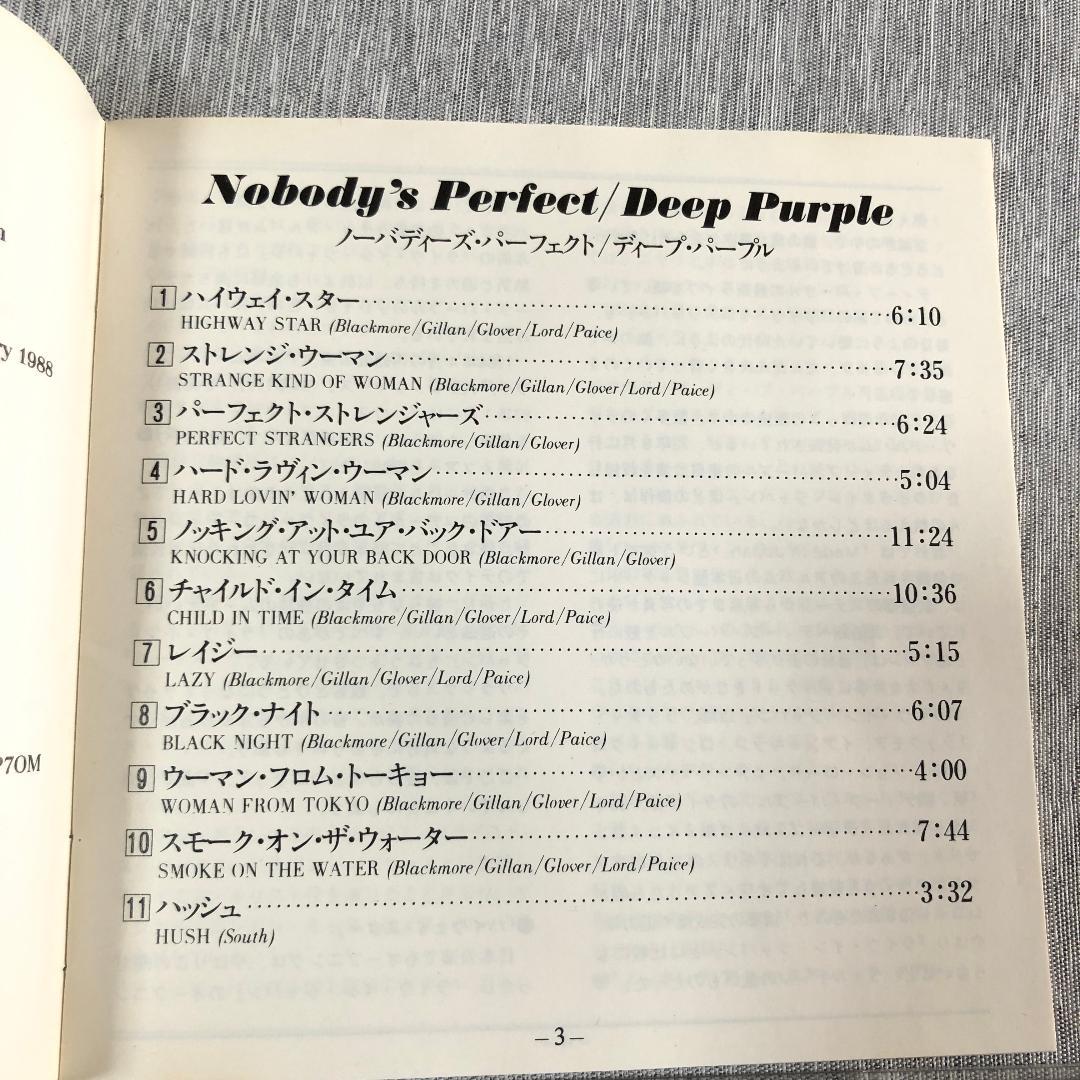 ry 1988
P70M
Nobody's Perfect/Deep Purple
ノーバディーズ・パーフェクト/ディープ・パープル
1 ハイウェイ・スター 6:10
HIGHWAY STAR (Blackmore/Gillan/Glover/Lord/Paice)
2 ストレンジ・ウーマン 7:35
STRANGE KIND OF WOMAN (Blackmore/Gillan/Glover/Lord/Paice)
3 パーフェクト・ストレンジャーズ 6:24
PERFECT STRANGERS (Blackmore/Gillan/Glover)
4 ハード・ラヴィン・ウーマン 5:04
HARD LOVIN' WOMAN (Blackmore/Gillan/Glover)
5 ノッキング・アット・ユア・バック・ドアー 11:24
KNOCKING AT YOUR BACK DOOR (Blackmore/Gillan/Glover)
6 チャイルド・イン・タイム 10:36
CHILD IN TIME (Blackmore/Gillan/Glover/Lord/Paice)
7 レイジー 5:15
LAZY (Blackmore/Gillan/Glover/Lord/Paice)
8 ブラック・ナイト 6:07
BLACK NIGHT (Blackmore/Gillan/Glover/Lord/Paice)
9 ウーマン・フロム・トーキョー 4:00
WOMAN FROM TOKYO (Blackmore/Gillan/Glover/Lord/Paice)
10 スモーク・オン・ザ・ウォーター 7:44
SMOKE ON THE WATER (Blackmore/Gillan/Glover/Lord/Paice)
11 ハッシュ 3:32
HUSH (South)
–3–